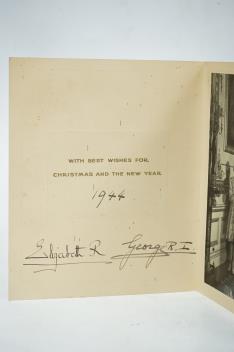 WITH BEST WISHES FOR
CHRISTMAS AND THE NEW YEAR.
1944
Elizabeth R George R I